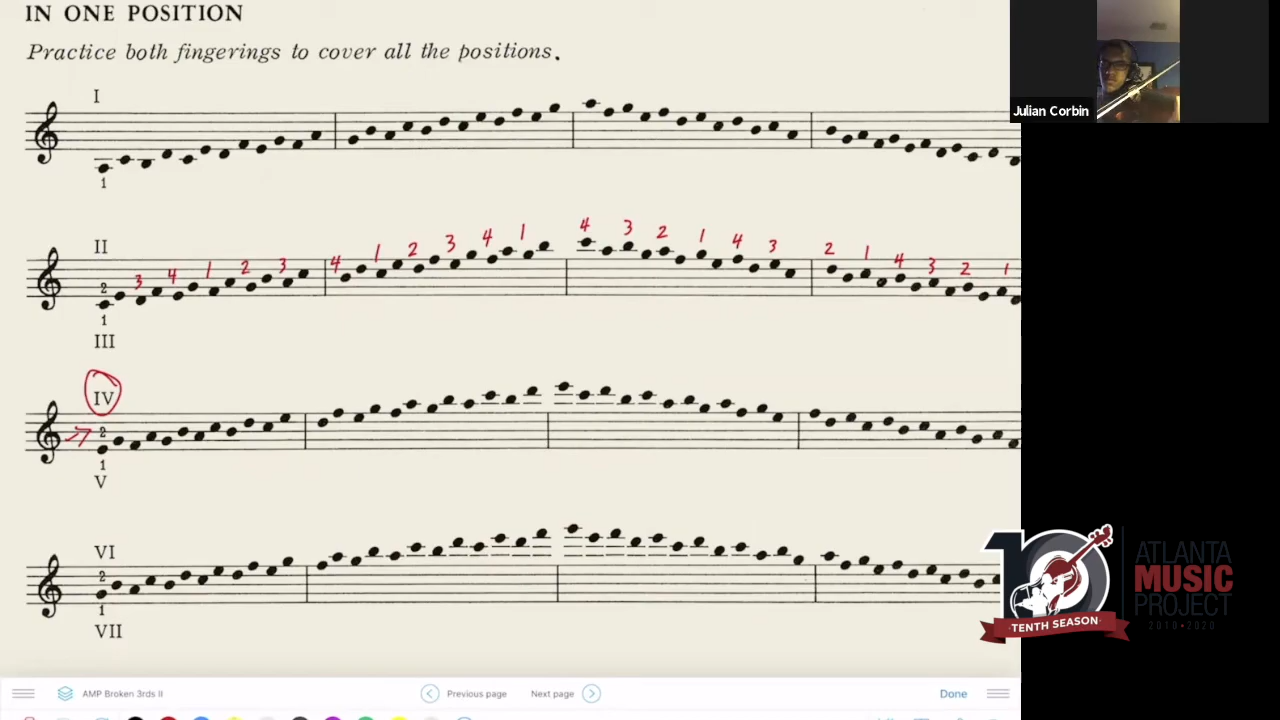 IN ONE POSITION
Practice both fingerings to cover all the positions.
Julian Corbin
I
1
II
3 4 1 2 3 4 1 2 3 4 1 4 3 2 1 4 3 2 1 4 3 2 1
2
1
III
IV
2
1
V
VI
2
1
VII
10
TENTH SEASON
ATLANTA
MUSIC
PROJECT
2010•2020
AMP Broken 3rds II
Previous page
Next page
Done